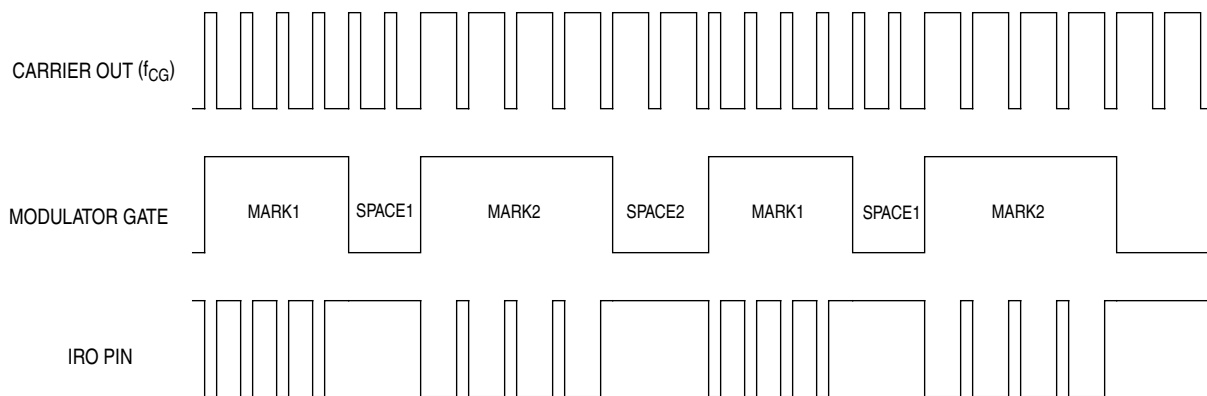 CARRIER OUT (fCG)
MODULATOR GATE
MARK1 SPACE1 MARK2 SPACE2 MARK1 SPACE1 MARK2
IRO PIN